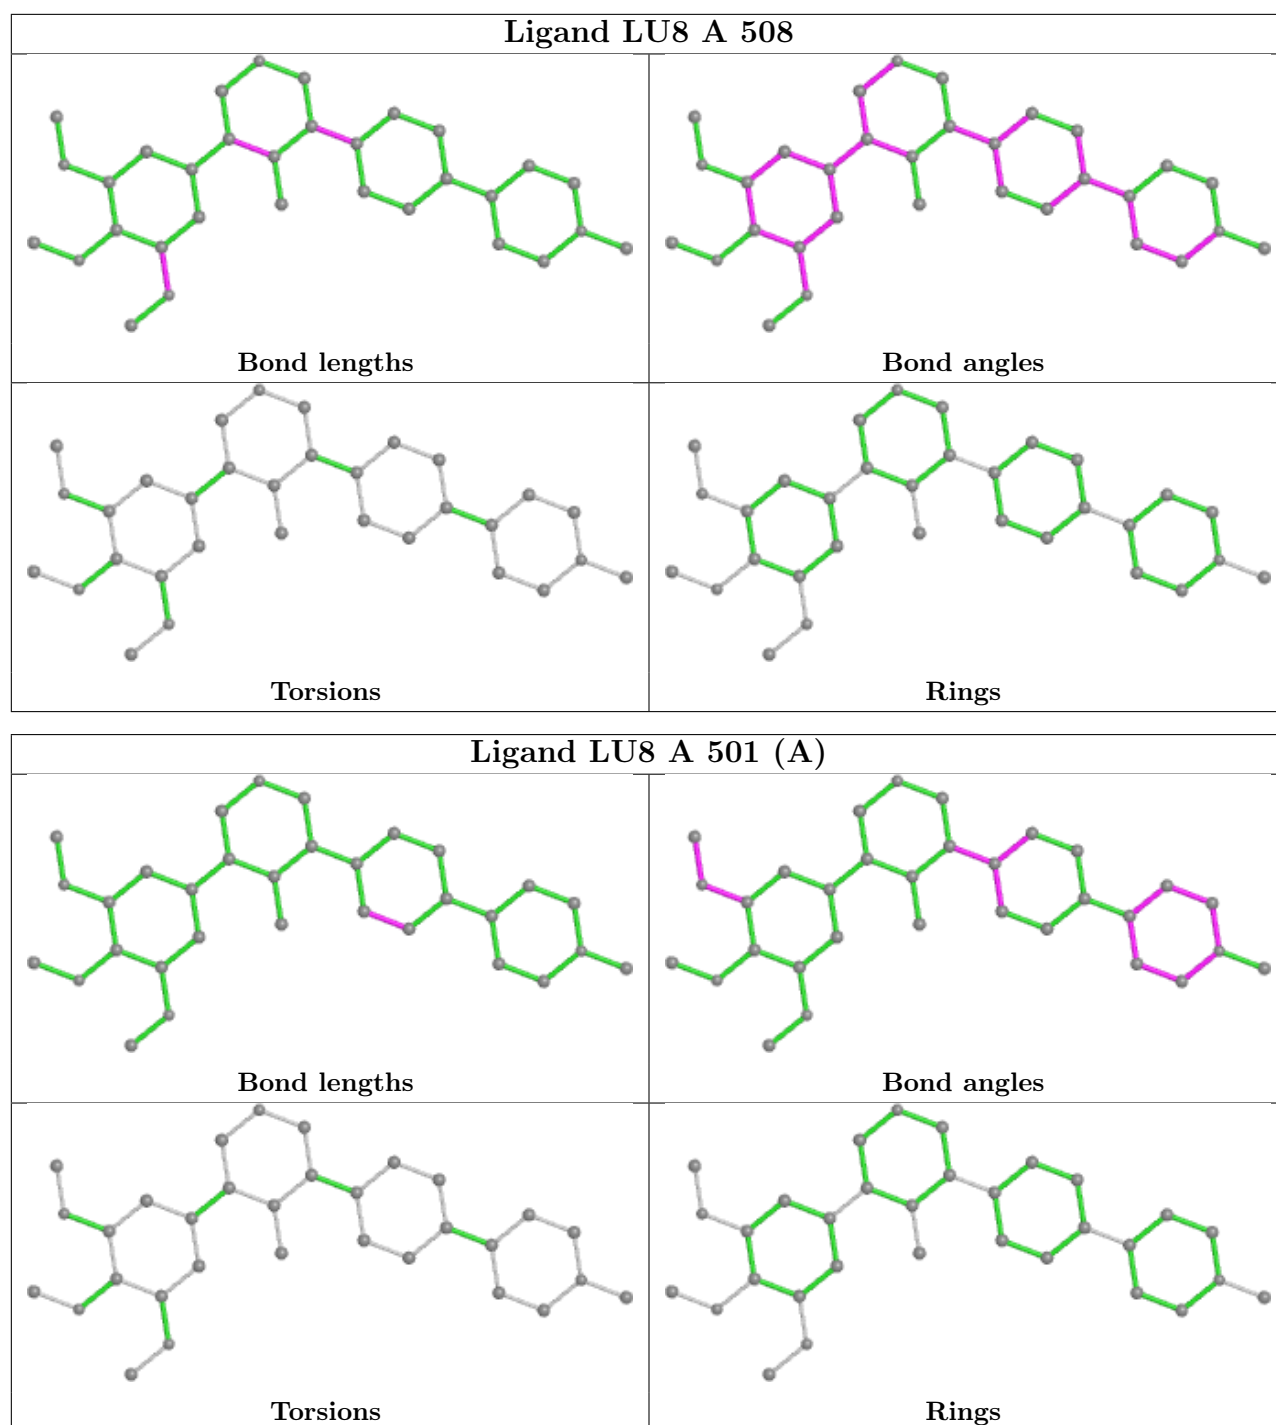 Ligand LU8 A 508
Bond lengths
Bond angles
Torsions
Rings
Ligand LU8 A 501 (A)
Bond lengths
Bond angles
Torsions
Rings